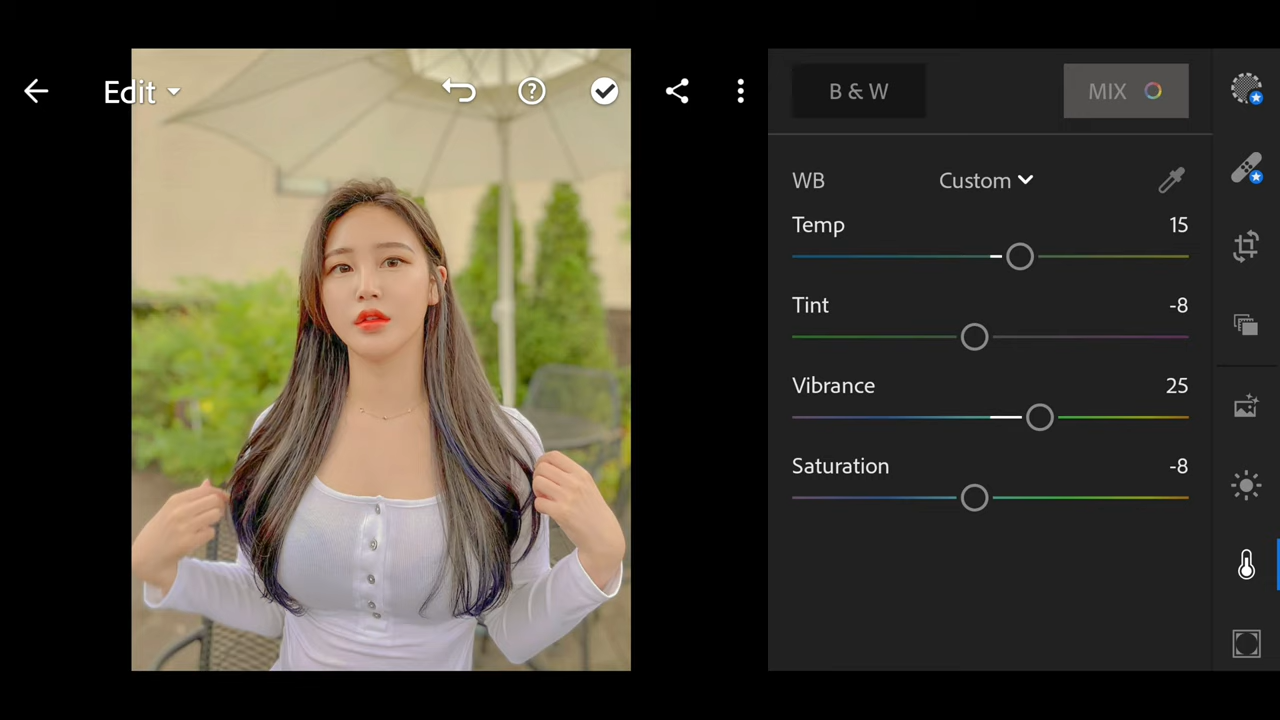 Edit
B & W
MIX
WB
Custom
Temp
15
Tint
-8
Vibrance
25
Saturation
-8